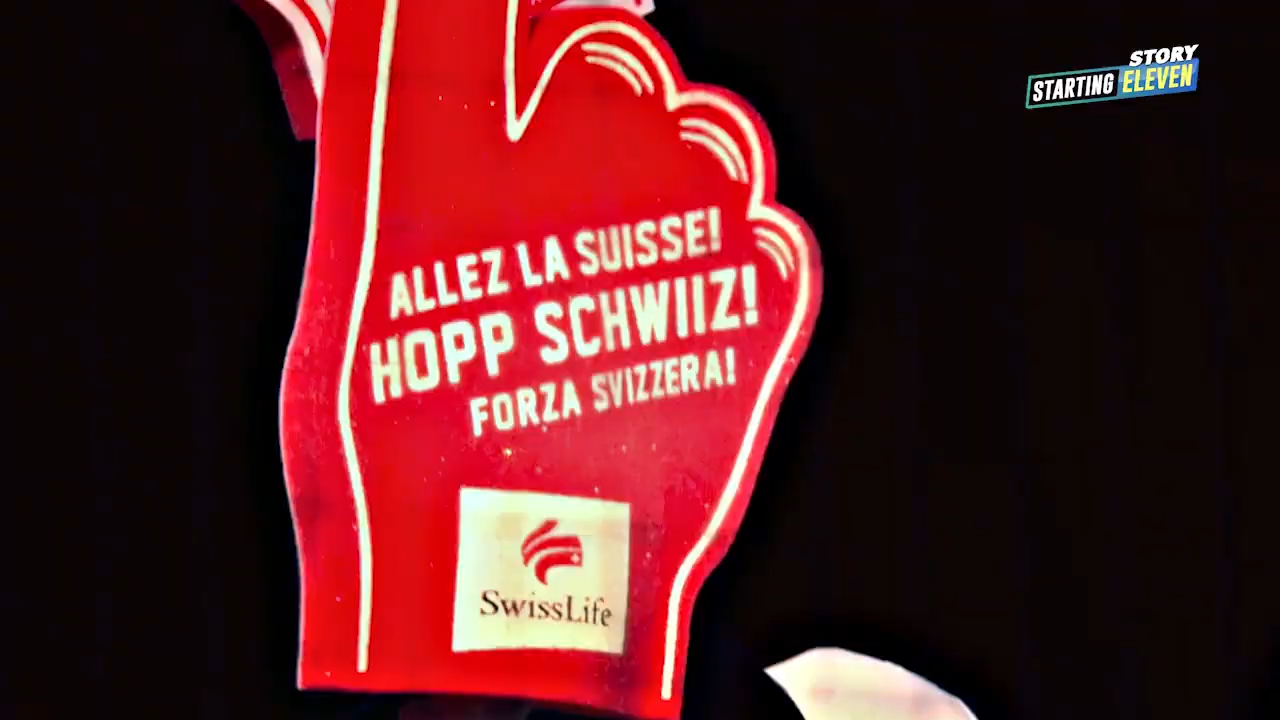 STORY
STARTING ELEVEN
ALLEZ LA SUISSE!
HOPP SCHWIIZ!
FORZA SVIZZERA!
SwissLife